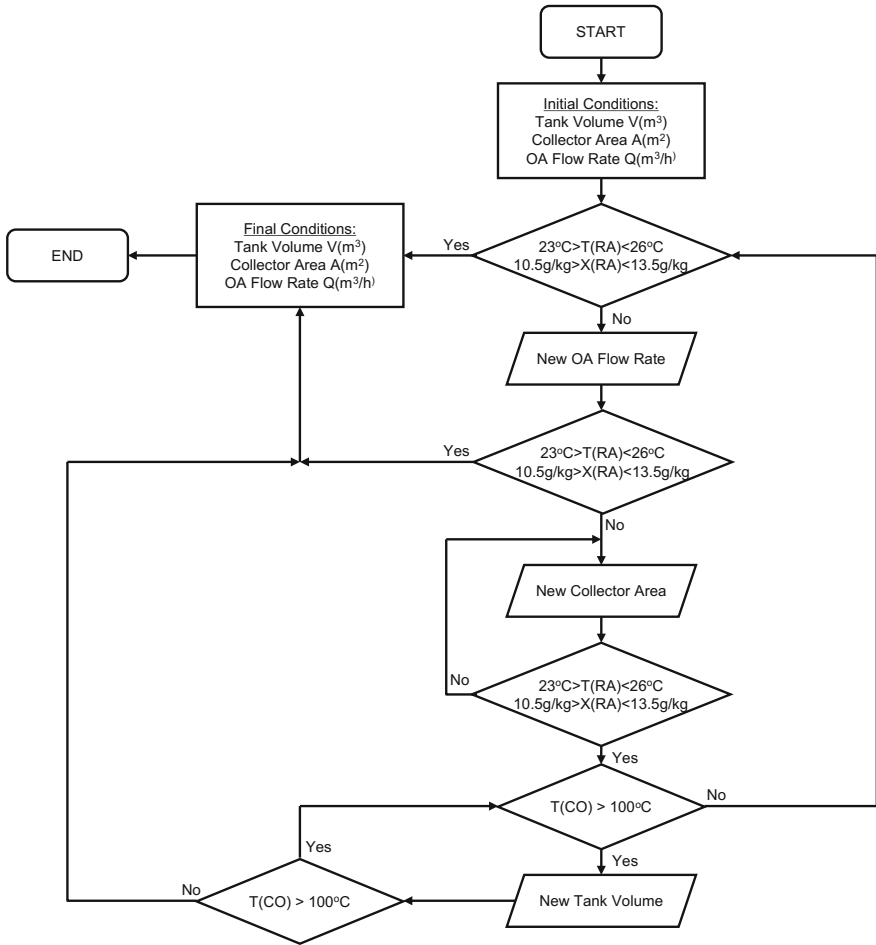 START
Initial Conditions:
Tank Volume V(m³)
Collector Area A(m²)
OA Flow Rate Q(m³/h⁾
Final Conditions:
Tank Volume V(m³)
Collector Area A(m²)
OA Flow Rate Q(m³/h⁾
END
Yes
23ºC>T(RA)<26ºC
10.5g/kg>X(RA)<13.5g/kg
No
New OA Flow Rate
Yes
23ºC>T(RA)<26ºC
10.5g/kg>X(RA)<13.5g/kg
No
New Collector Area
No
23ºC>T(RA)<26ºC
10.5g/kg>X(RA)<13.5g/kg
Yes
T(CO) > 100ºC
No
Yes
Yes
No
T(CO) > 100ºC
New Tank Volume